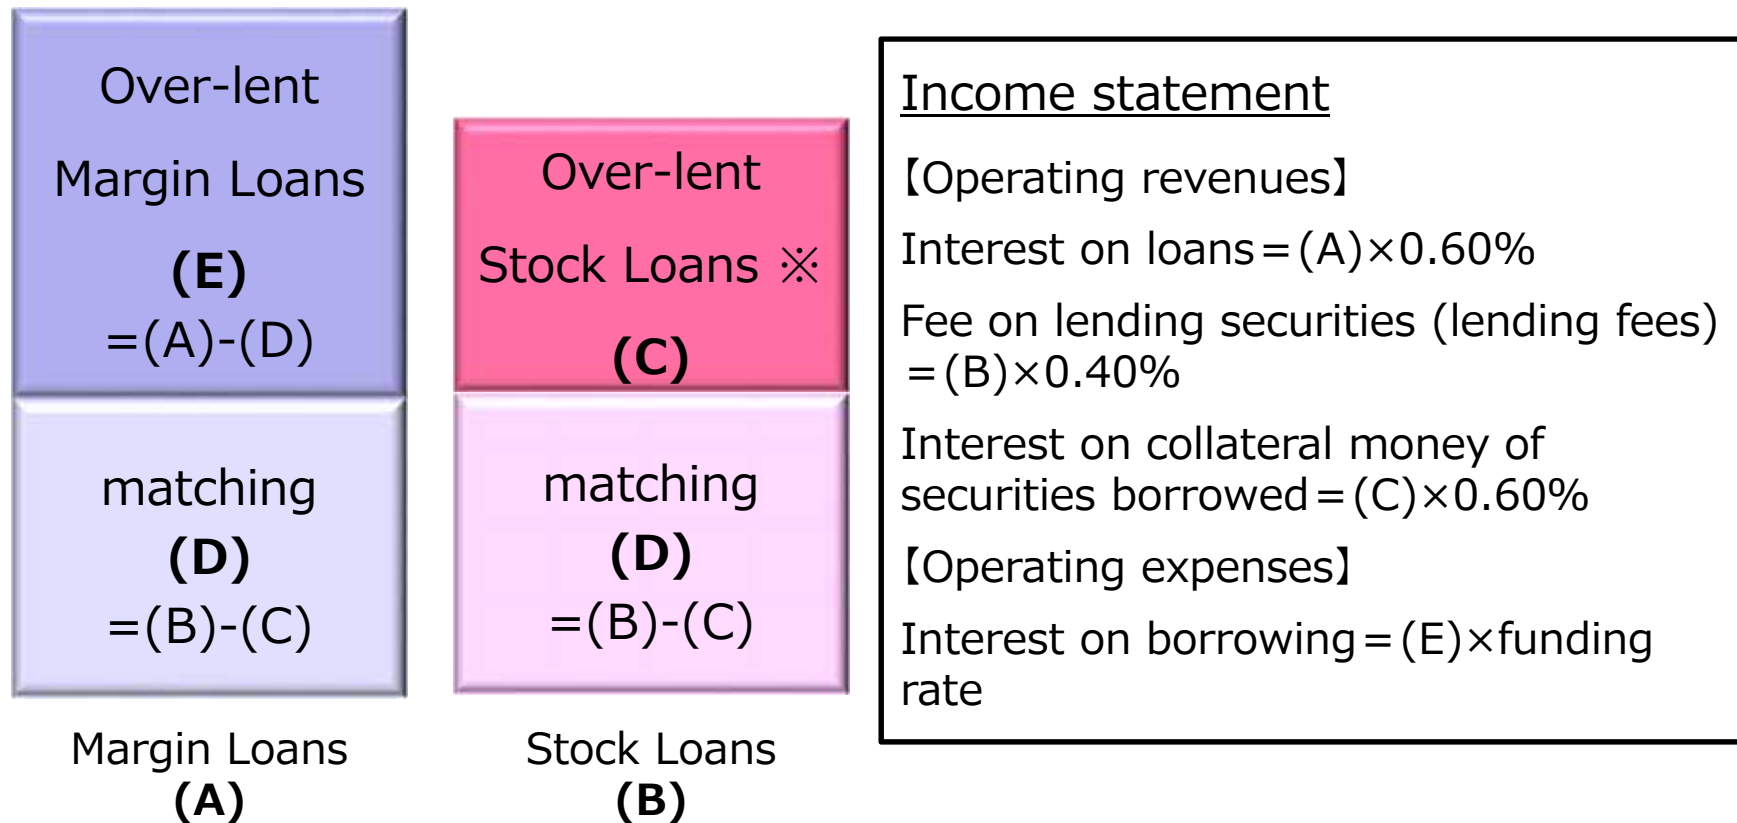 Over-lent
Margin Loans
(E)
=(A)-(D)
matching
(D)
=(B)-(C)
Margin Loans
(A)
Over-lent
Stock Loans ※
(C)
matching
(D)
=(B)-(C)
Stock Loans
(B)
Income statement
【Operating revenues】
Interest on loans=(A)×0.60%
Fee on lending securities (lending fees)
=(B)×0.40%
Interest on collateral money of
securities borrowed=(C)×0.60%
【Operating expenses】
Interest on borrowing=(E)×funding
rate